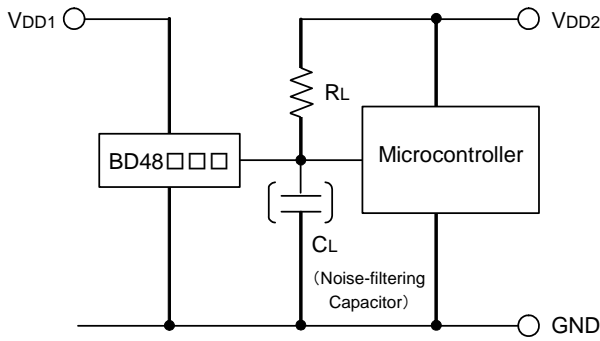 VDD1
VDD2
RL
BD48□□□
Microcontroller
CL
（Noise-filtering
Capacitor）
GND